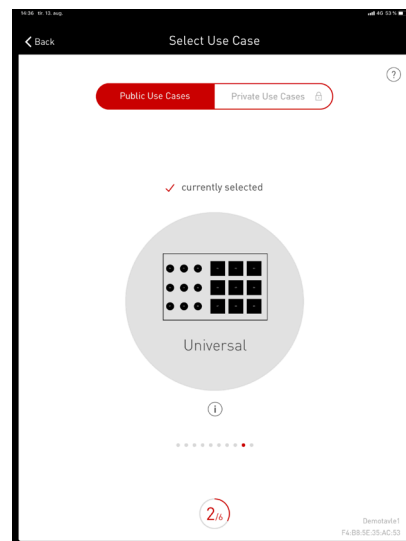 14:36 tir. 13. aug.
4G 53 %
Back
Select Use Case
?
Public Use Cases
Private Use Cases
currently selected
Universal
i
2/6
Demotavle1
F4:B8:5E:35:AC:53